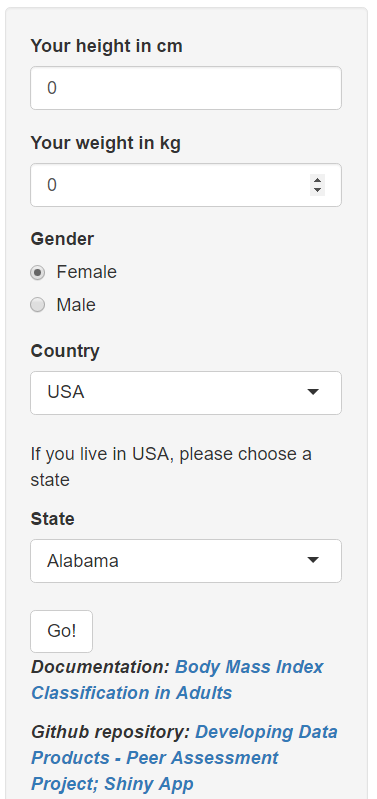 Your height in cm
0
Your weight in kg
0
Gender
Female
Male
Country
USA
If you live in USA, please choose a
state
State
Alabama
Go!
Documentation: Body Mass Index
Classification in Adults
Github repository: Developing Data
Products - Peer Assessment
Project; Shiny App